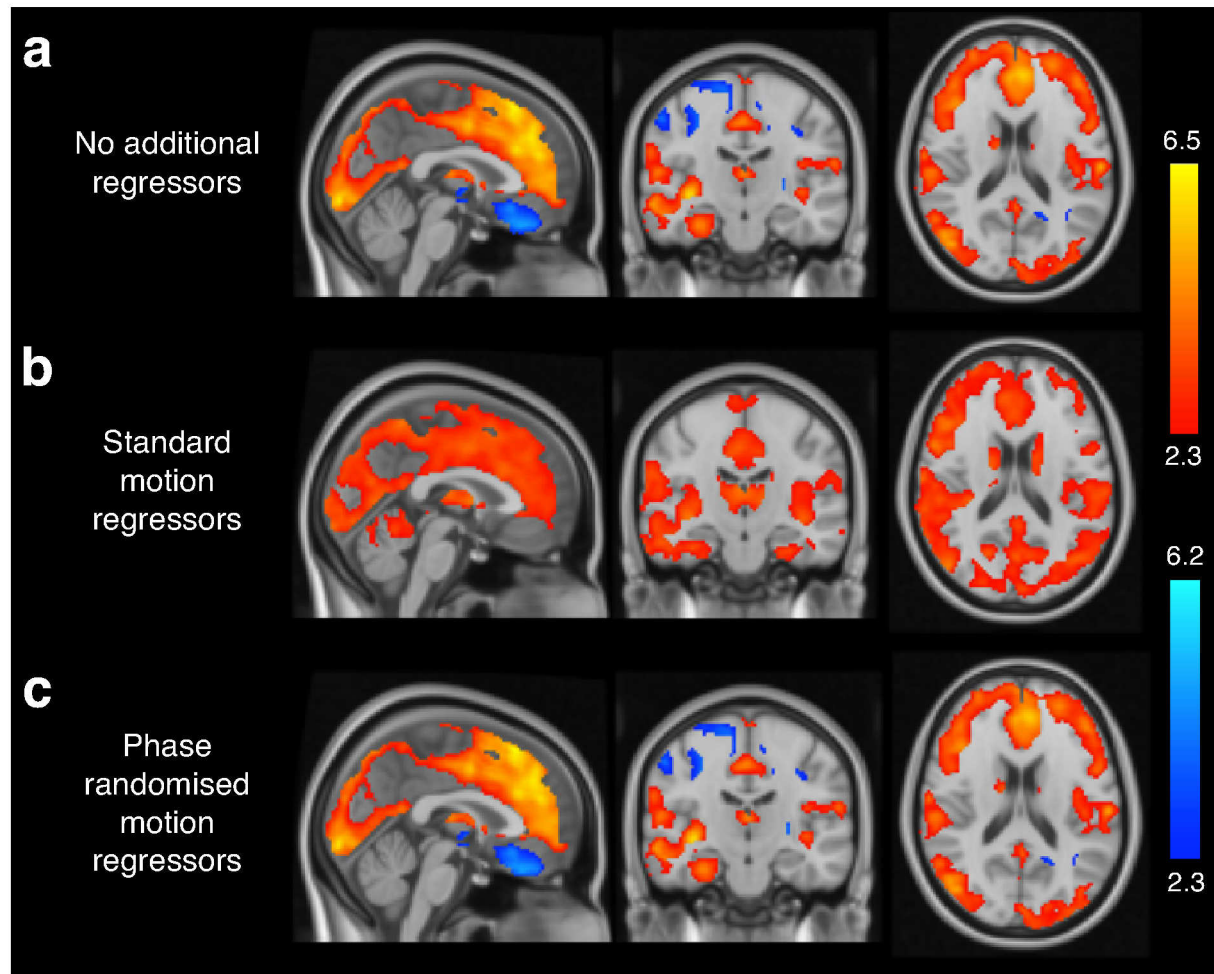 a
No additional
regressors
6.5
2.3
b
Standard
motion
regressors
6.2
2.3
c
Phase
randomised
motion
regressors